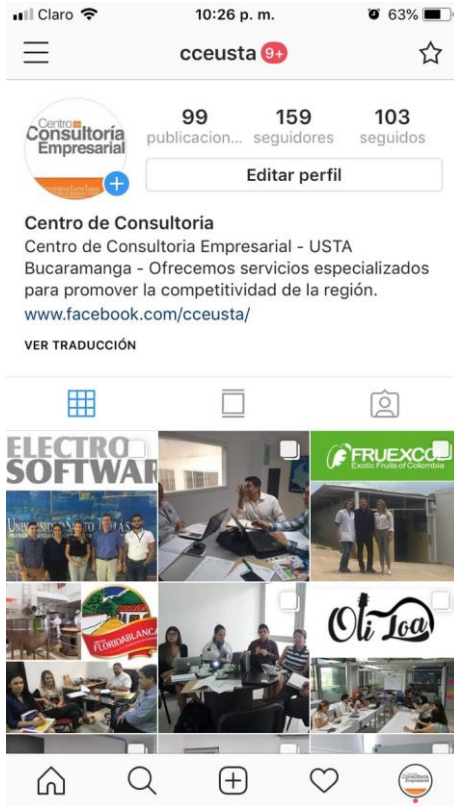 Claro 10:26 p. m. 63%
cceusta 9+
Centro de
Consultoría
Empresarial
99 159 103
publicacion... seguidores seguidos
Editar perfil
Centro de Consultoria
Centro de Consultoria Empresarial - USTA
Bucaramanga - Ofrecemos servicios especializados
para promover la competitividad de la región.
www.facebook.com/cceusta/
VER TRADUCCIÓN
ELECTRO
SOFTWAR
FRUEXCO
Exotic Fruits of Colombia
FLORIDABLANCA
Oli Loa